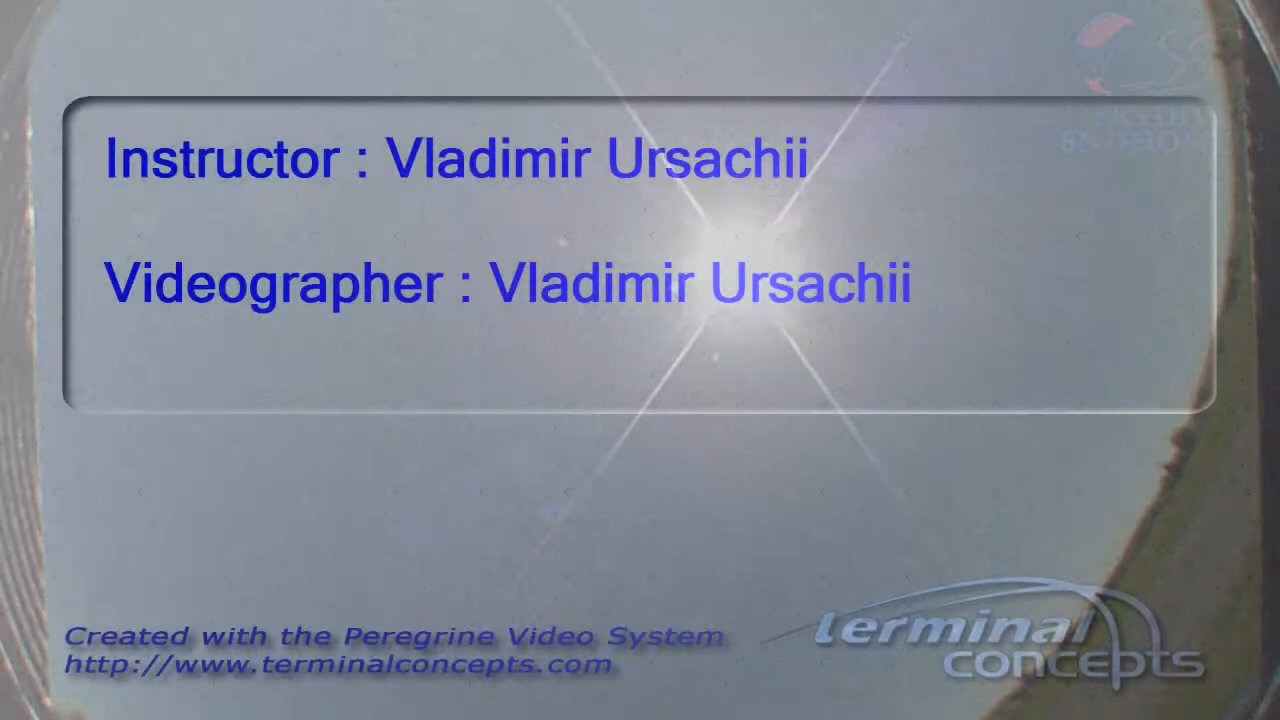 Instructor : Vladimir Ursachii
Videographer : Vladimir Ursachii
Created with the Peregrine Video System
http://www.terminalconcepts.com
terminal
concepts